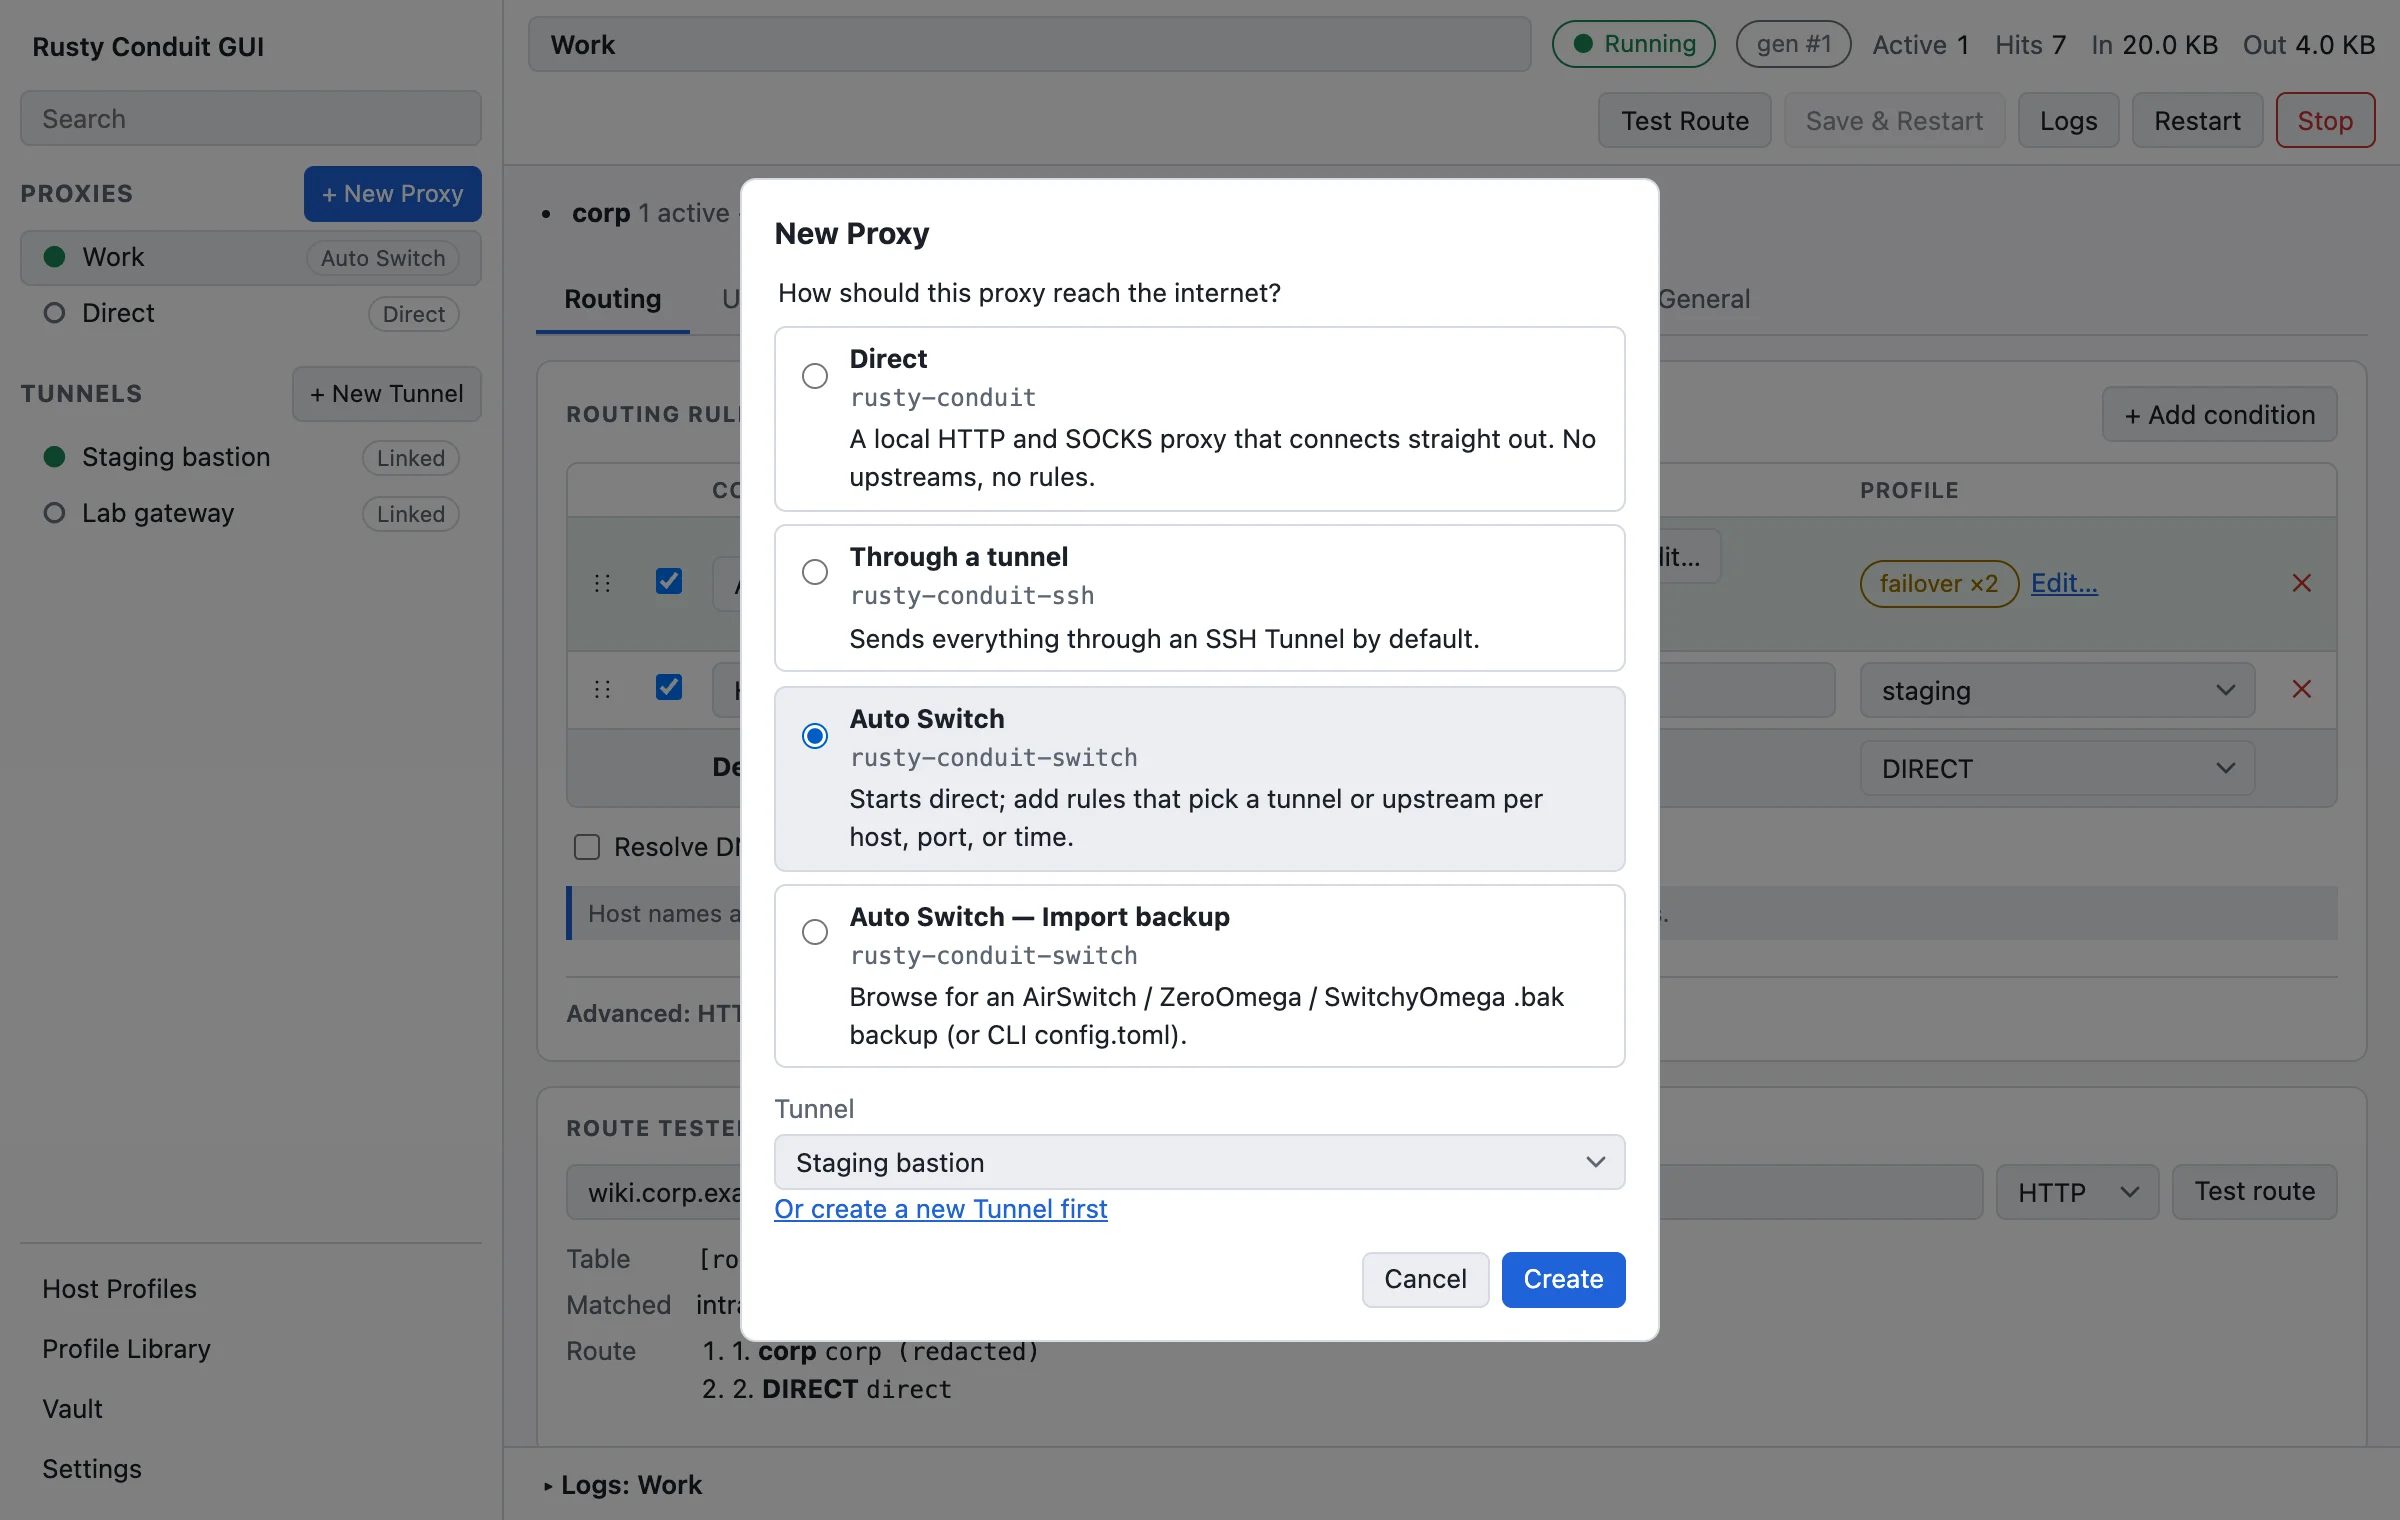 Rusty Conduit GUI
Search
PROXIES
+ New Proxy
Work
Auto Switch
Direct
Direct
TUNNELS
+ New Tunnel
Staging bastion
Linked
Lab gateway
Linked
Host Profiles
Profile Library
Vault
Settings
Work
Running
gen #1
Active 1
Hits 7
In 20.0 KB
Out 4.0 KB
Test Route
Save & Restart
Logs
Restart
Stop
corp 1 active
Routing
General
ROUTING
+ Add condition
PROFILE
failover ×2
Edit...
staging
DIRECT
Resolve
Host names
Advanced:
ROUTE
HTTP
Test route
Table
Matched
Route
1. 1. corp corp (redacted)
2. 2. DIRECT direct
Logs: Work
New Proxy
How should this proxy reach the internet?
Direct
rusty-conduit
A local HTTP and SOCKS proxy that connects straight out. No
upstreams, no rules.
Through a tunnel
rusty-conduit-ssh
Sends everything through an SSH Tunnel by default.
Auto Switch
rusty-conduit-switch
Starts direct; add rules that pick a tunnel or upstream per
host, port, or time.
Auto Switch — Import backup
rusty-conduit-switch
Browse for an AirSwitch / ZeroOmega / SwitchyOmega .bak
backup (or CLI config.toml).
Tunnel
Staging bastion
Or create a new Tunnel first
Cancel
Create